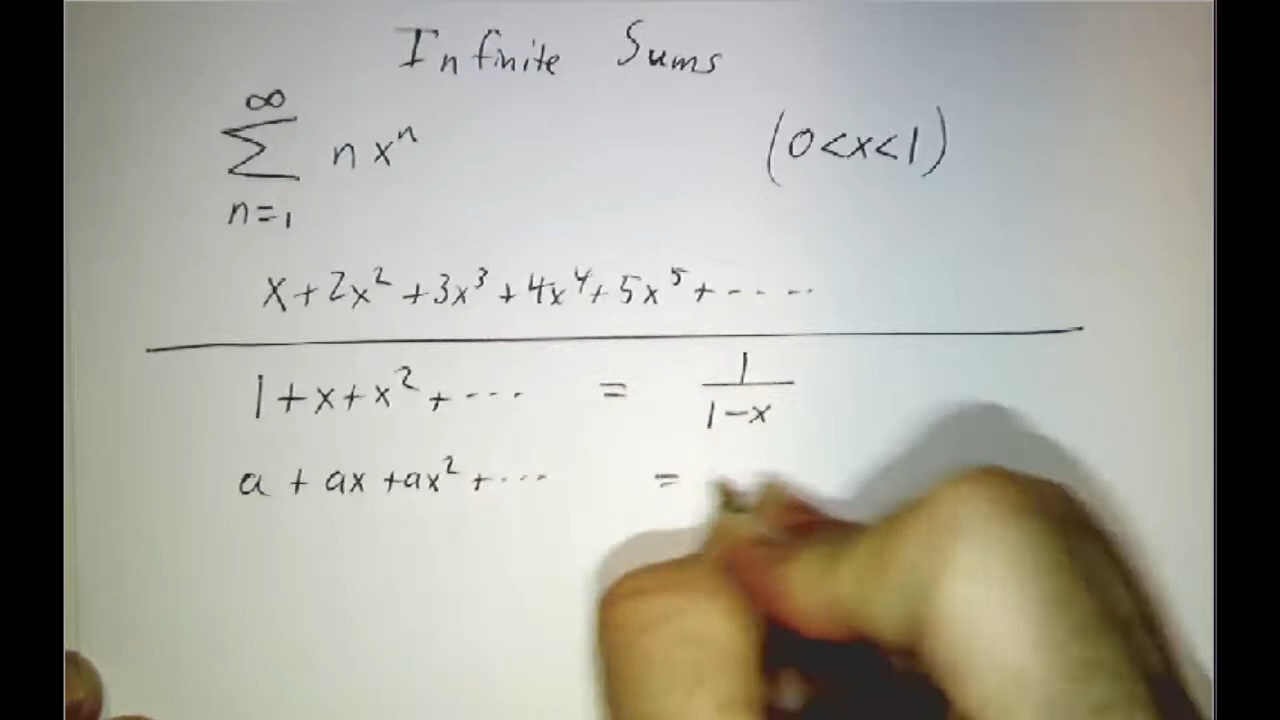 Infinite Sums
∞
∑ n xⁿ (0<x<1)
n=1
x+2x²+3x³+4x⁴+5x⁵+-----
1+x+x²+--- = 1/(1-x)
a + ax +ax²+--- =